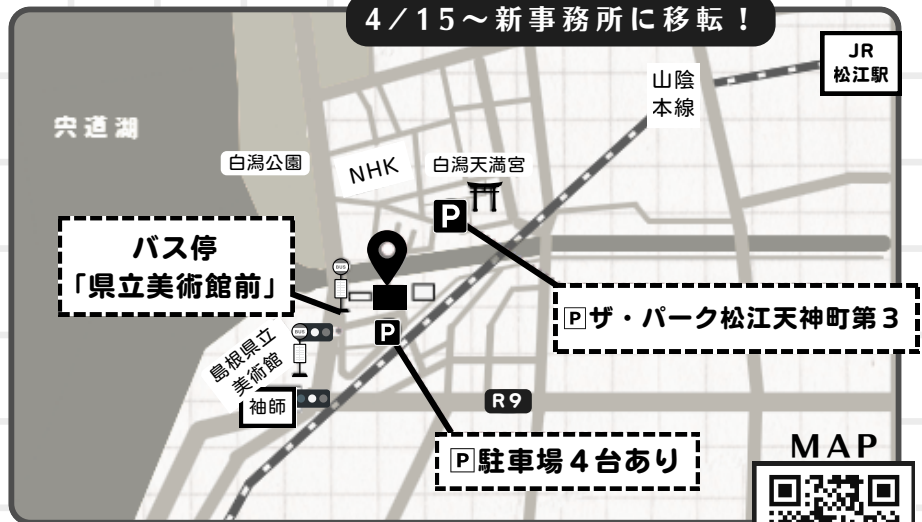 4/15～新事務所に移転！
JR
松江駅
山陰
本線
宍道湖
白潟公園
NHK
白潟天満宮
P
バス停
「県立美術館前」
BUS
Pザ・パーク松江天神町第３
P
BUS
島根県立
美術館
袖師
R9
P駐車場４台あり
MAP